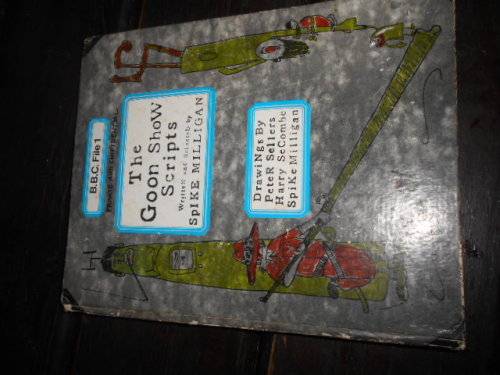 B.B.C. File 1
The
Goon Show
Scripts
Written and Selected by
SPIKE MILLIGAN
Drawings By
Peter Sellers
Harry Secombe
Spike Milligan